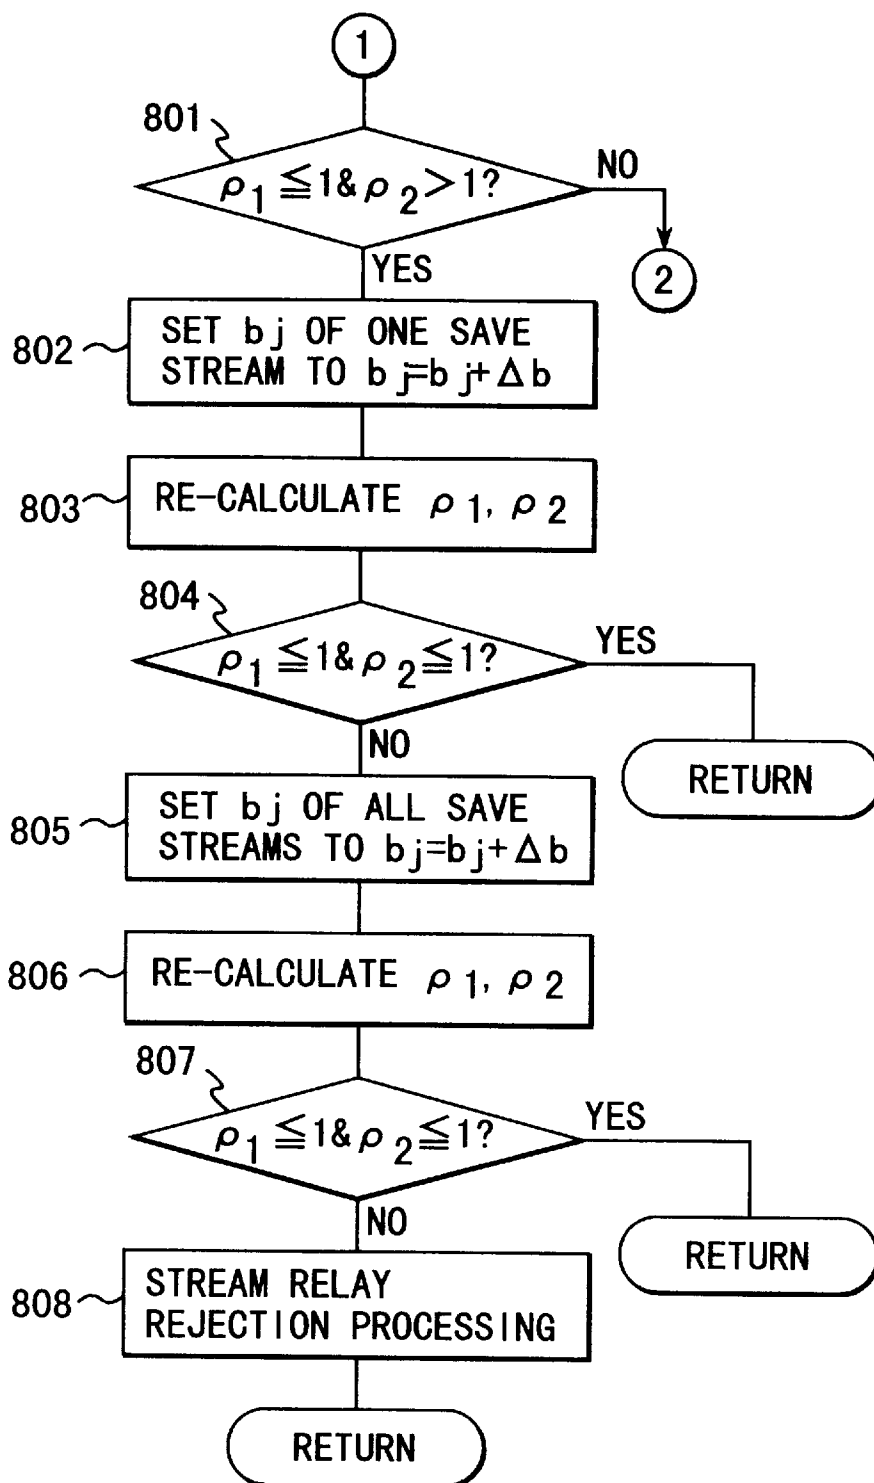 1
801
ρ1≦1&ρ2>1?
NO
2
YES
802
SET bj OF ONE SAVE
STREAM TO bj=bj+Δb
803
RE-CALCULATE ρ1, ρ2
804
ρ1≦1&ρ2≦1?
YES
RETURN
NO
805
SET bj OF ALL SAVE
STREAMS TO bj=bj+Δb
806
RE-CALCULATE ρ1, ρ2
807
ρ1≦1&ρ2≦1?
YES
RETURN
NO
808
STREAM RELAY
REJECTION PROCESSING
RETURN